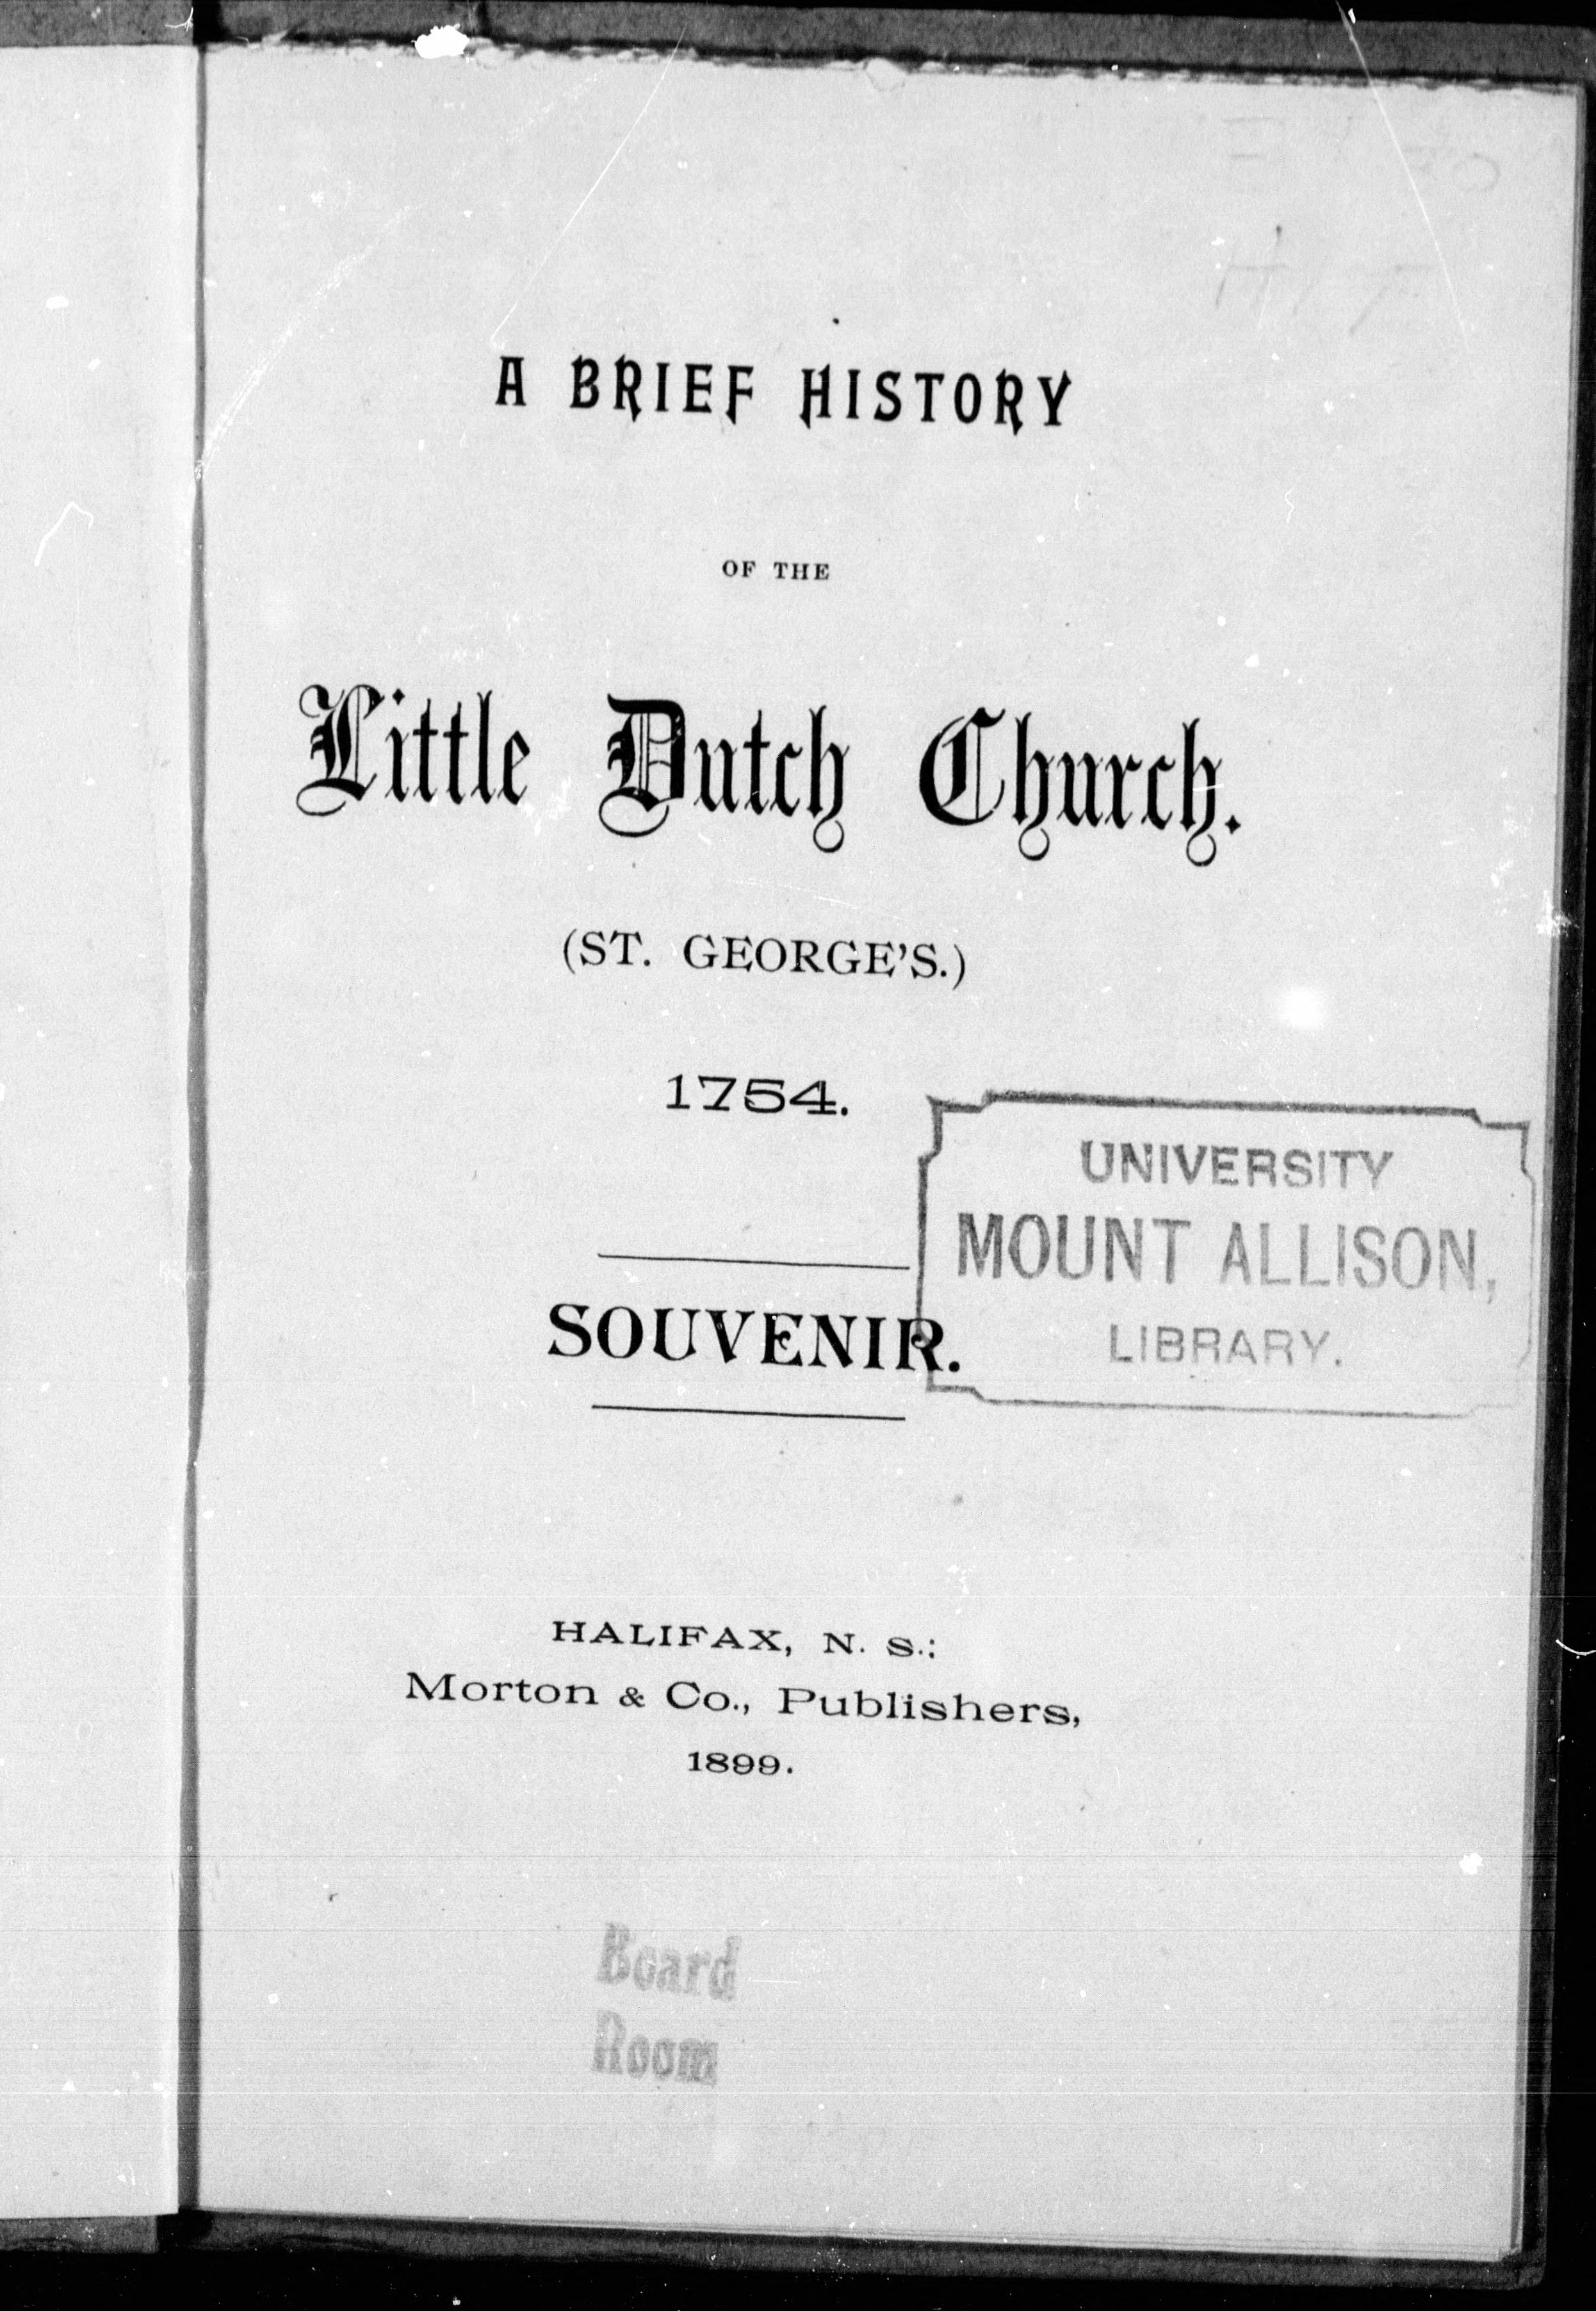 A BRIEF HISTORY
OF THE
Little Dutch Church.
(ST. GEORGE'S.)
1754.
UNIVERSITY
MOUNT ALLISON,
LIBRARY.
SOUVENIR.
HALIFAX, N. S.:
Morton & Co., Publishers,
1899.
Board
Room